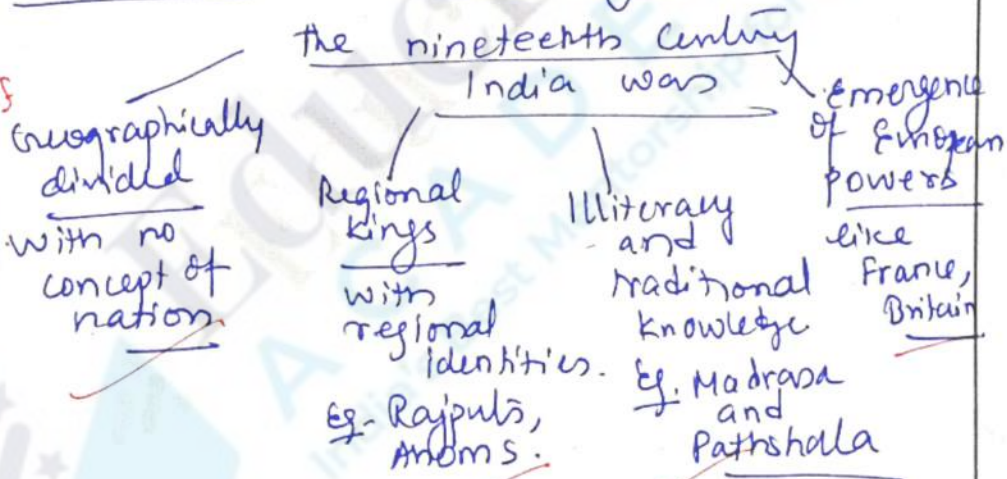 the nineteenth Century
India was
Geographically
divided
with no
concept of
nation
Regional
kings
with
regional
identities.
Eg- Rajputs,
Ahoms.
Illiteracy
and
traditional
knowledge
Eg. Madrasa
and
Pathshala
Emergence
of European
powers
like
France,
Britain